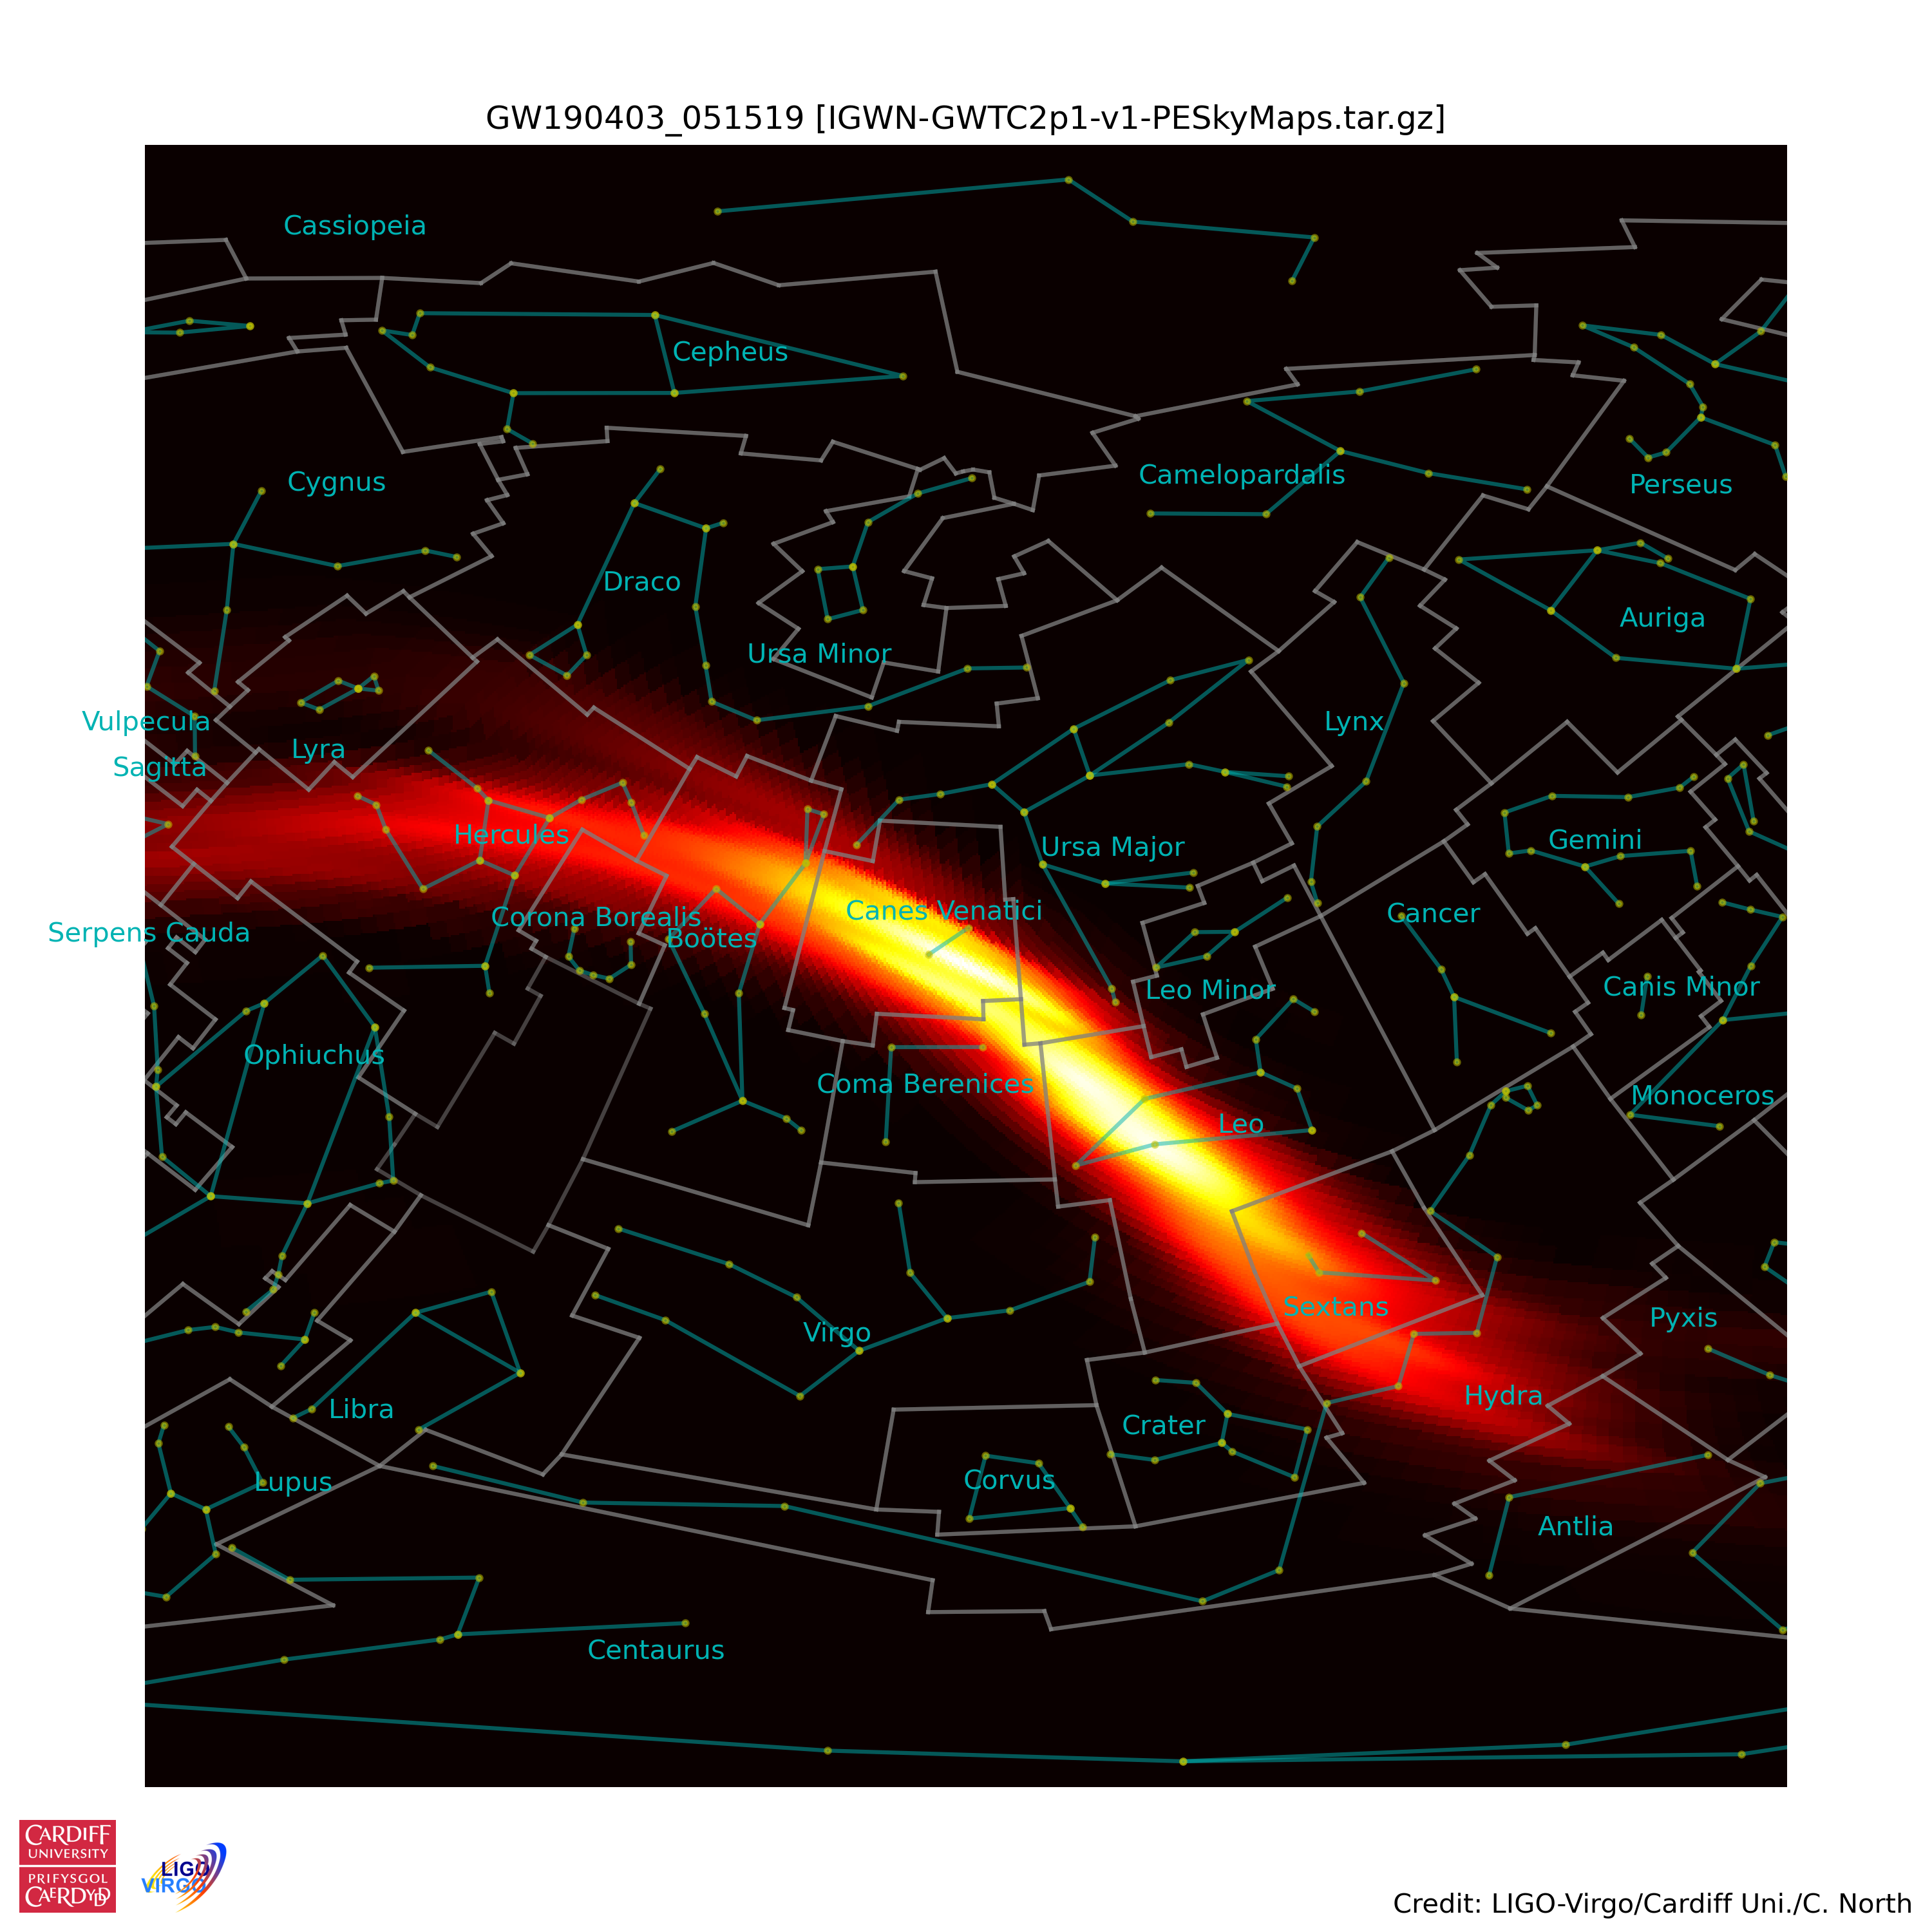 GW190403_051519 [IGWN-GWTC2p1-v1-PESkyMaps.tar.gz]
Cassiopeia
Cepheus
Cygnus
Camelopardalis
Perseus
Draco
Auriga
Ursa Minor
Vulpecula
Lynx
Lyra
Sagitta
Hercules
Ursa Major
Gemini
Canes Venatici
Cancer
Corona Borealis
Serpens Cauda
Boötes
Leo Minor
Canis Minor
Ophiuchus
Coma Berenices
Monoceros
Leo
Sextans
Pyxis
Virgo
Hydra
Libra
Crater
Corvus
Lupus
Antlia
Centaurus
CARDIFF
UNIVERSITY
PRIFYSGOL
CAERDYDD
LIGO
VIRGO
Credit: LIGO-Virgo/Cardiff Uni./C. North